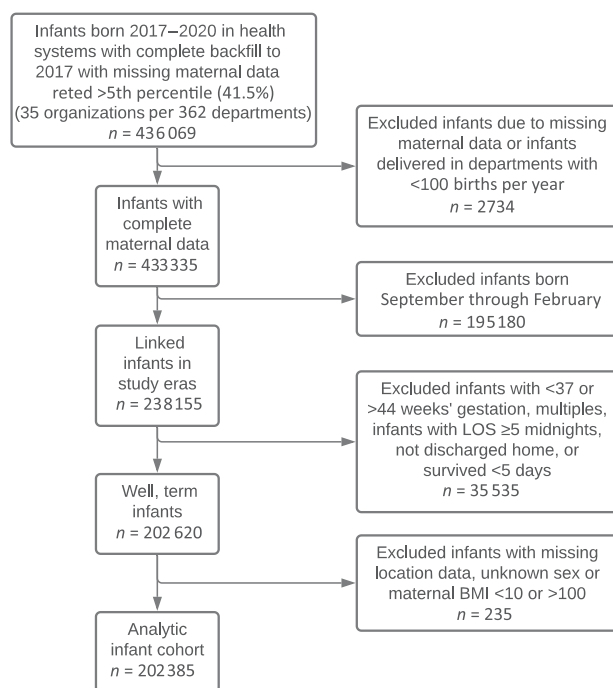 Infants born 2017–2020 in health
systems with complete backfill to
2017 with missing maternal data
reted >5th percentile (41.5%)
(35 organizations per 362 departments)
n = 436 069
Excluded infants due to missing
maternal data or infants
delivered in departments with
<100 births per year
n = 2734
Infants with
complete
maternal data
n = 433 335
Excluded infants born
September through February
n = 195 180
Linked
infants in
study eras
n = 238 155
Excluded infants with <37 or
>44 weeks' gestation, multiples,
infants with LOS ≥5 midnights,
not discharged home, or
survived <5 days
n = 35 535
Well, term
infants
n = 202 620
Excluded infants with missing
location data, unknown sex or
maternal BMI <10 or >100
n = 235
Analytic
infant cohort
n = 202 385